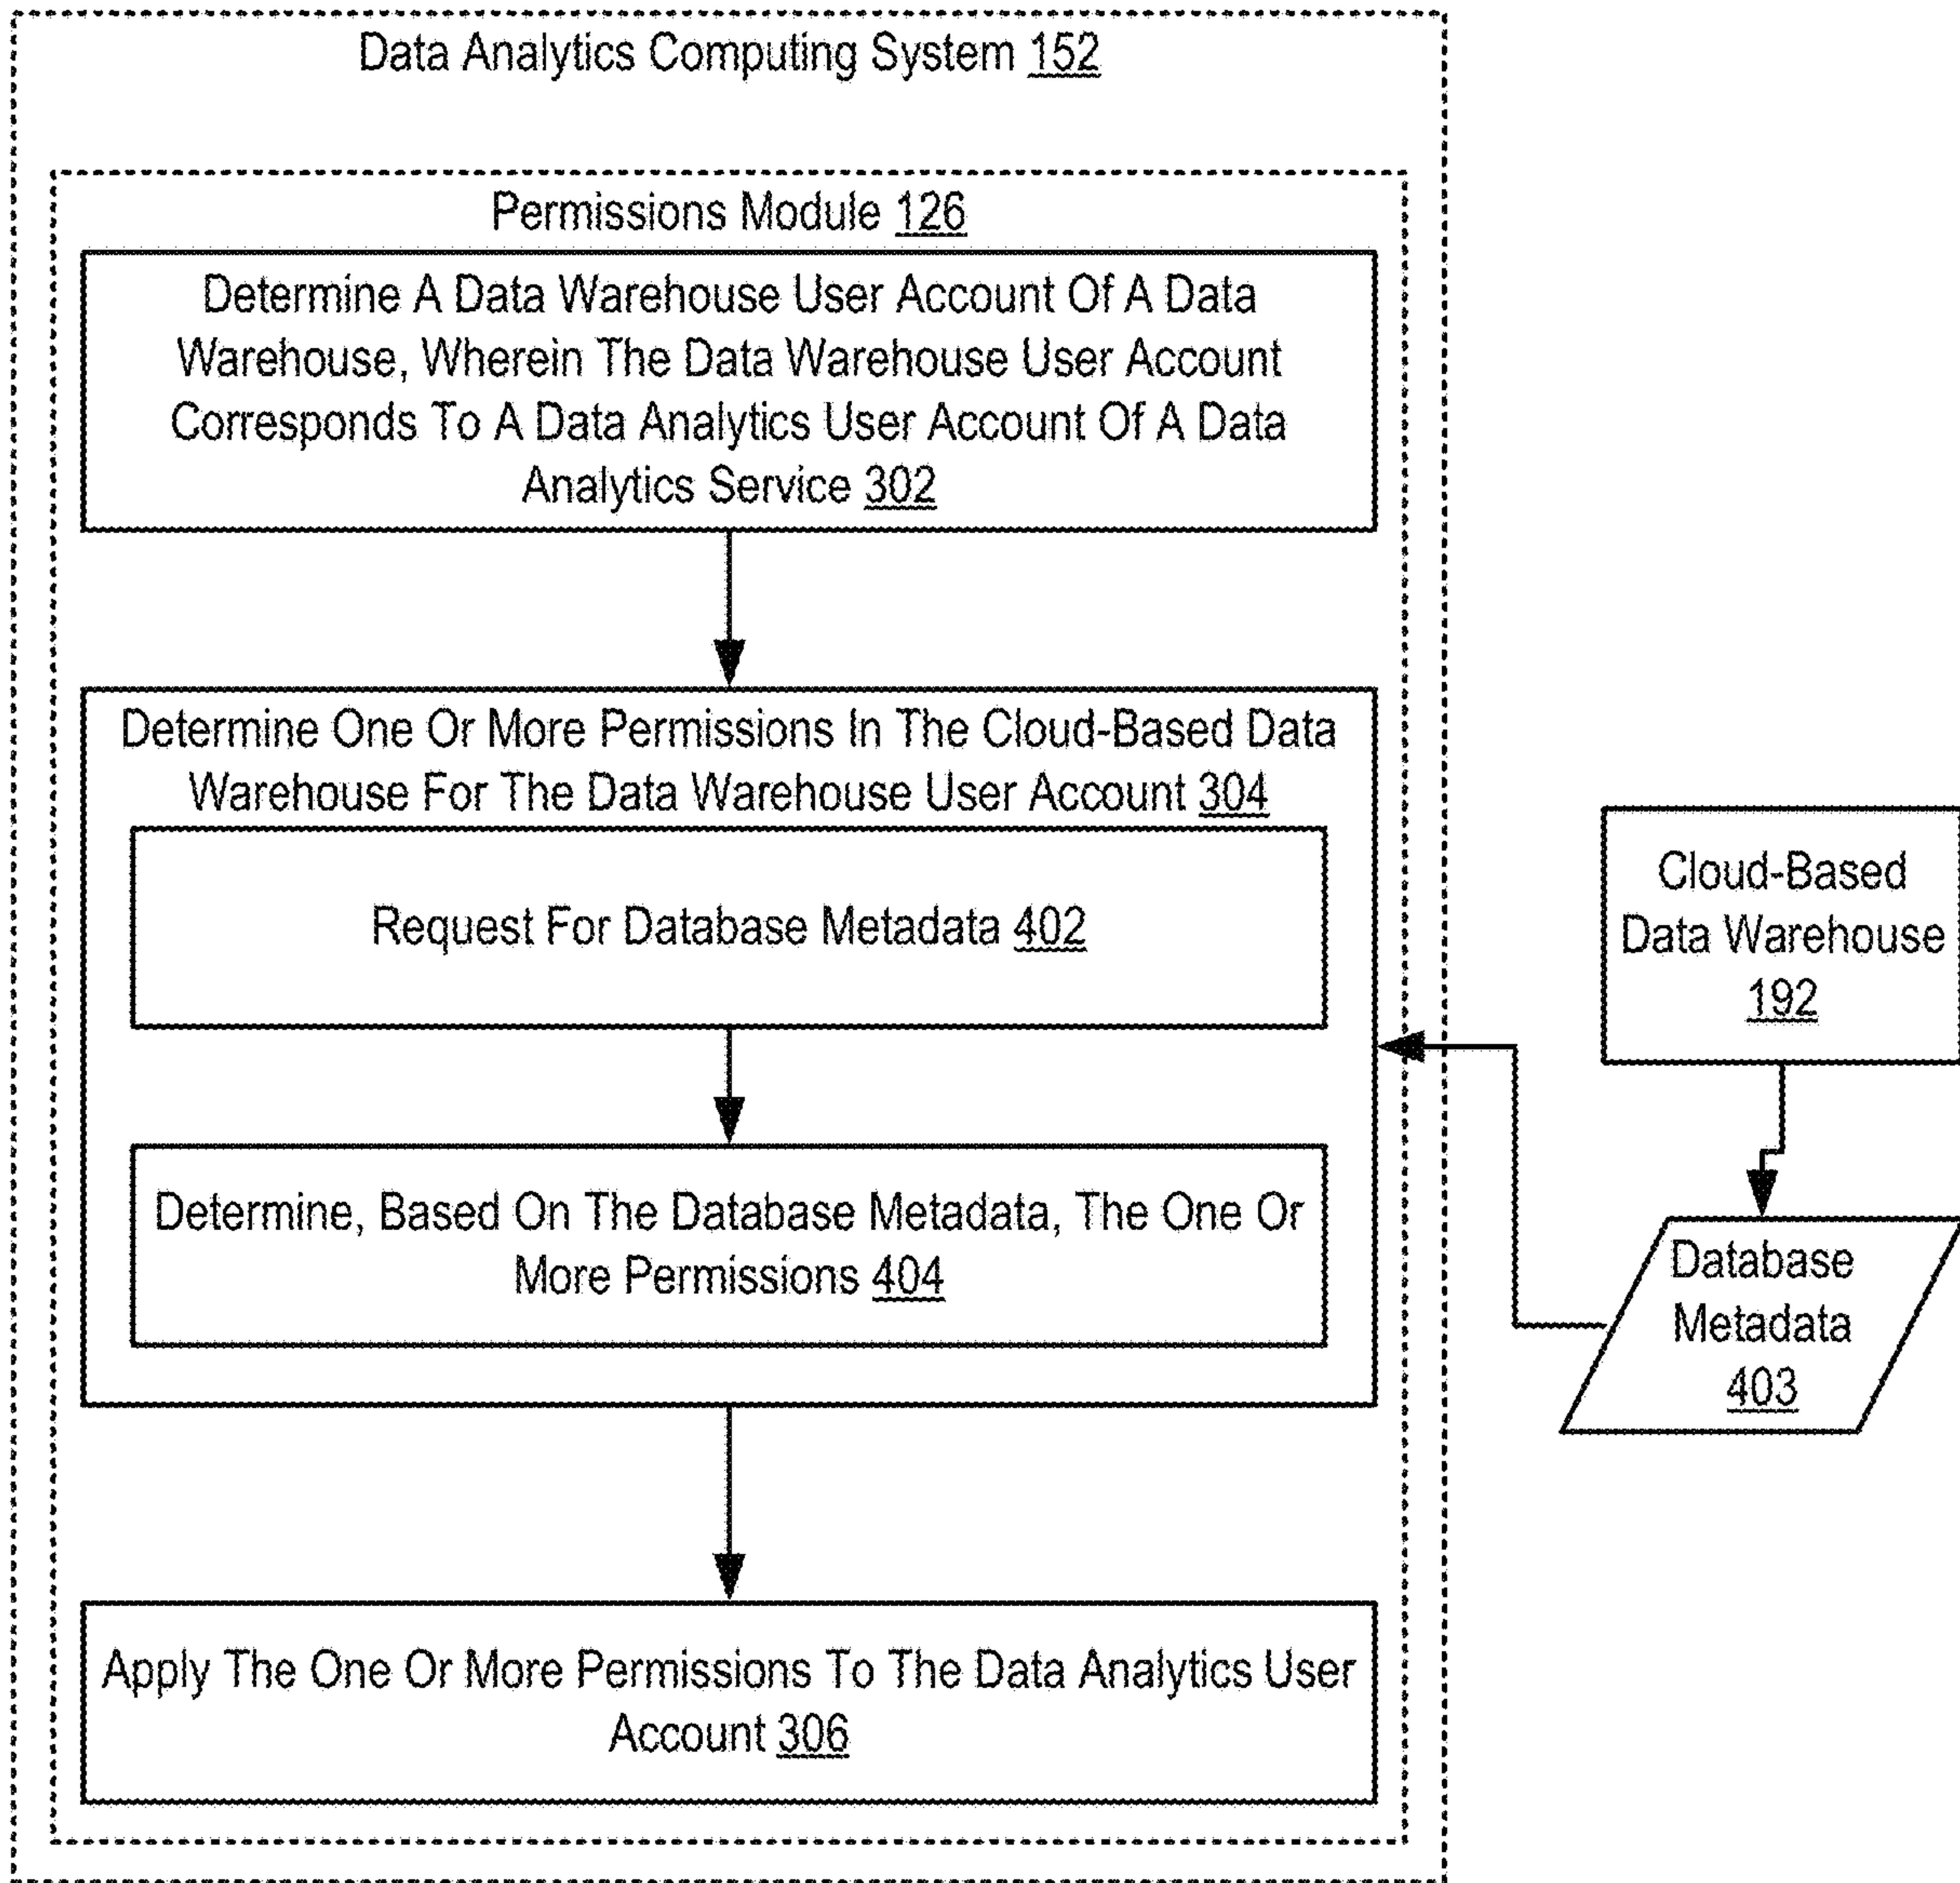 Data Analytics Computing System 152
Permissions Module 126
Determine A Data Warehouse User Account Of A Data
Warehouse, Wherein The Data Warehouse User Account
Corresponds To A Data Analytics User Account Of A Data
Analytics Service 302
Determine One Or More Permissions In The Cloud-Based Data
Warehouse For The Data Warehouse User Account 304
Request For Database Metadata 402
Determine, Based On The Database Metadata, The One Or
More Permissions 404
Apply The One Or More Permissions To The Data Analytics User
Account 306
Cloud-Based
Data Warehouse
192
Database
Metadata
403